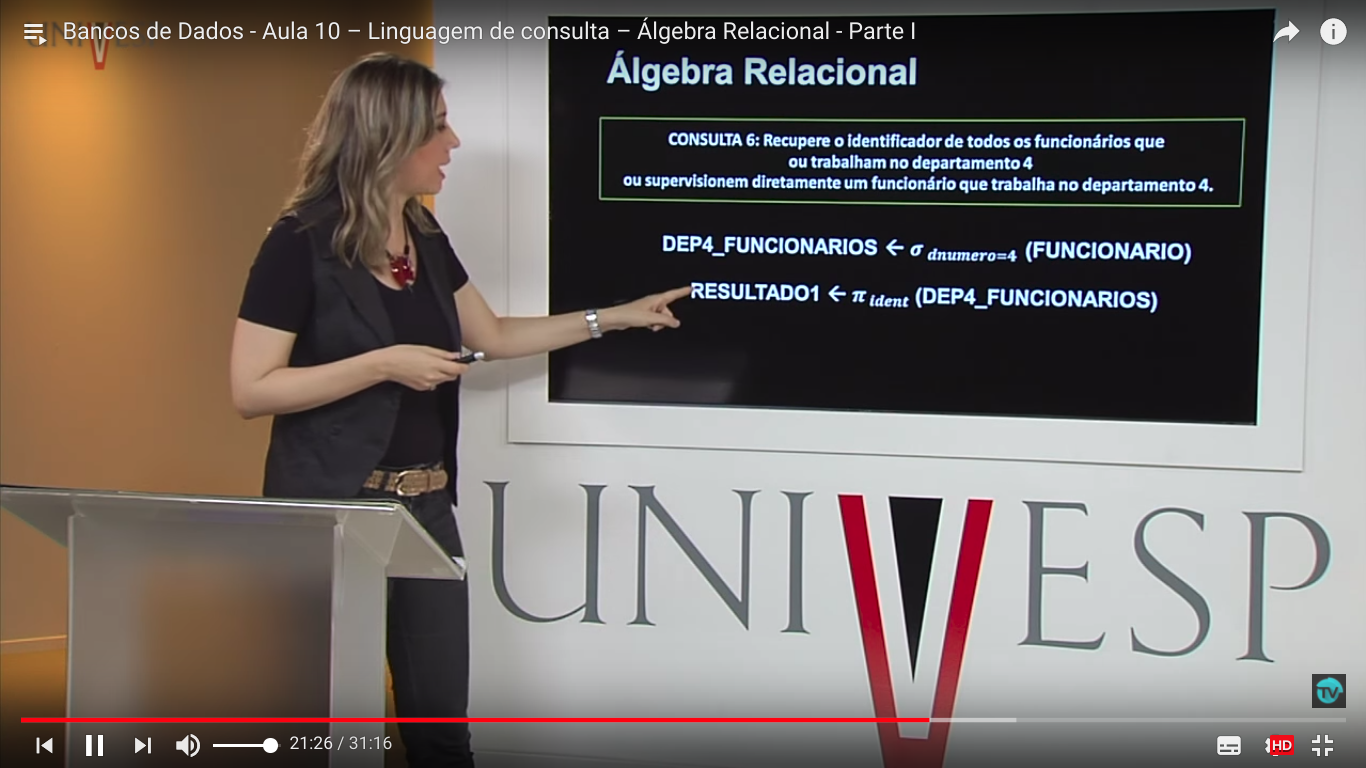 Bancos de Dados - Aula 10 – Linguagem de consulta – Álgebra Relacional - Parte I
Álgebra Relacional
CONSULTA 6: Recupere o identificador de todos os funcionários que
ou trabalham no departamento 4
ou supervisionem diretamente um funcionário que trabalha no departamento 4.
DEP4_FUNCIONARIOS ← σ dnumero=4 (FUNCIONARIO)
RESULTADO1 ← π ident (DEP4_FUNCIONARIOS)
UNIVESP
UNIVESP
TV
21:26 / 31:16
HD